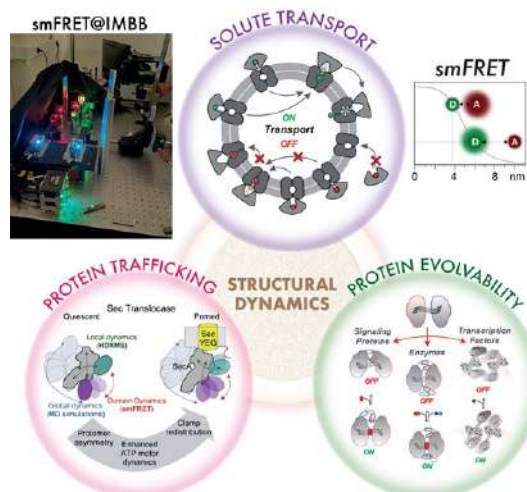 smFRET@IMBB
SOLUTE TRANSPORT
ON
Transport
OFF
smFRET
D
A
D
A
0 4 8 nm
STRUCTURAL
DYNAMICS
PROTEIN TRAFFICKING
Sec Translocase
Quiescent
Primed
Sec
YEG
SecA
Local dynamics
(HDXMS)
Global dynamics
(MD simulations)
Domain Dynamics
(smFRET)
Protomer
asymmetry
Enhanced
ATP motor
dynamics
Clamp
redistribution
PROTEIN EVOLVABILITY
Signaling
Proteins
Enzymes
Transcription
Factors
OFF
OFF
OFF
ON
ON
ON